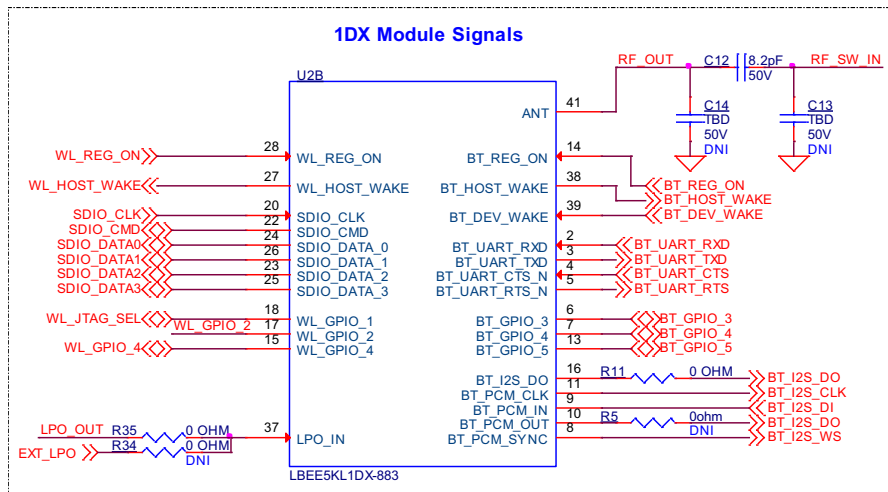 1DX Module Signals
U2B
RF_OUT C12 8.2pF RF_SW_IN
50V
41
ANT
C14 C13
TBD TBD
50V 50V
DNI DNI
WL_REG_ON 28 WL_REG_ON BT_REG_ON 14 BT_REG_ON
WL_HOST_WAKE 27 WL_HOST_WAKE BT_HOST_WAKE 38 BT_HOST_WAKE
SDIO_CLK 20 SDIO_CLK BT_DEV_WAKE 39 BT_DEV_WAKE
SDIO_CMD 22 SDIO_CMD
SDIO_DATA0 24 SDIO_DATA_0 BT_UART_RXD 2 BT_UART_RXD
SDIO_DATA1 26 SDIO_DATA_1 BT_UART_TXD 3 BT_UART_TXD
SDIO_DATA2 23 SDIO_DATA_2 BT_UART_CTS_N 4 BT_UART_CTS
SDIO_DATA3 25 SDIO_DATA_3 BT_UART_RTS_N 5 BT_UART_RTS
WL_JTAG_SEL 18 WL_GPIO_1 BT_GPIO_3 6 BT_GPIO_3
WL_GPIO_2 17 WL_GPIO_2 BT_GPIO_4 7 BT_GPIO_4
WL_GPIO_4 15 WL_GPIO_4 BT_GPIO_5 13 BT_GPIO_5
BT_I2S_DO 16 R11 0 OHM BT_I2S_DO
BT_PCM_CLK 11 BT_I2S_CLK
BT_PCM_IN 9 BT_I2S_DI
BT_PCM_OUT 10 R5 0ohm BT_I2S_DO
DNI
BT_PCM_SYNC 8 BT_I2S_WS
LPO_OUT R35 0 OHM 37 LPO_IN
EXT_LPO R34 0 OHM
DNI
LBEE5KL1DX-883